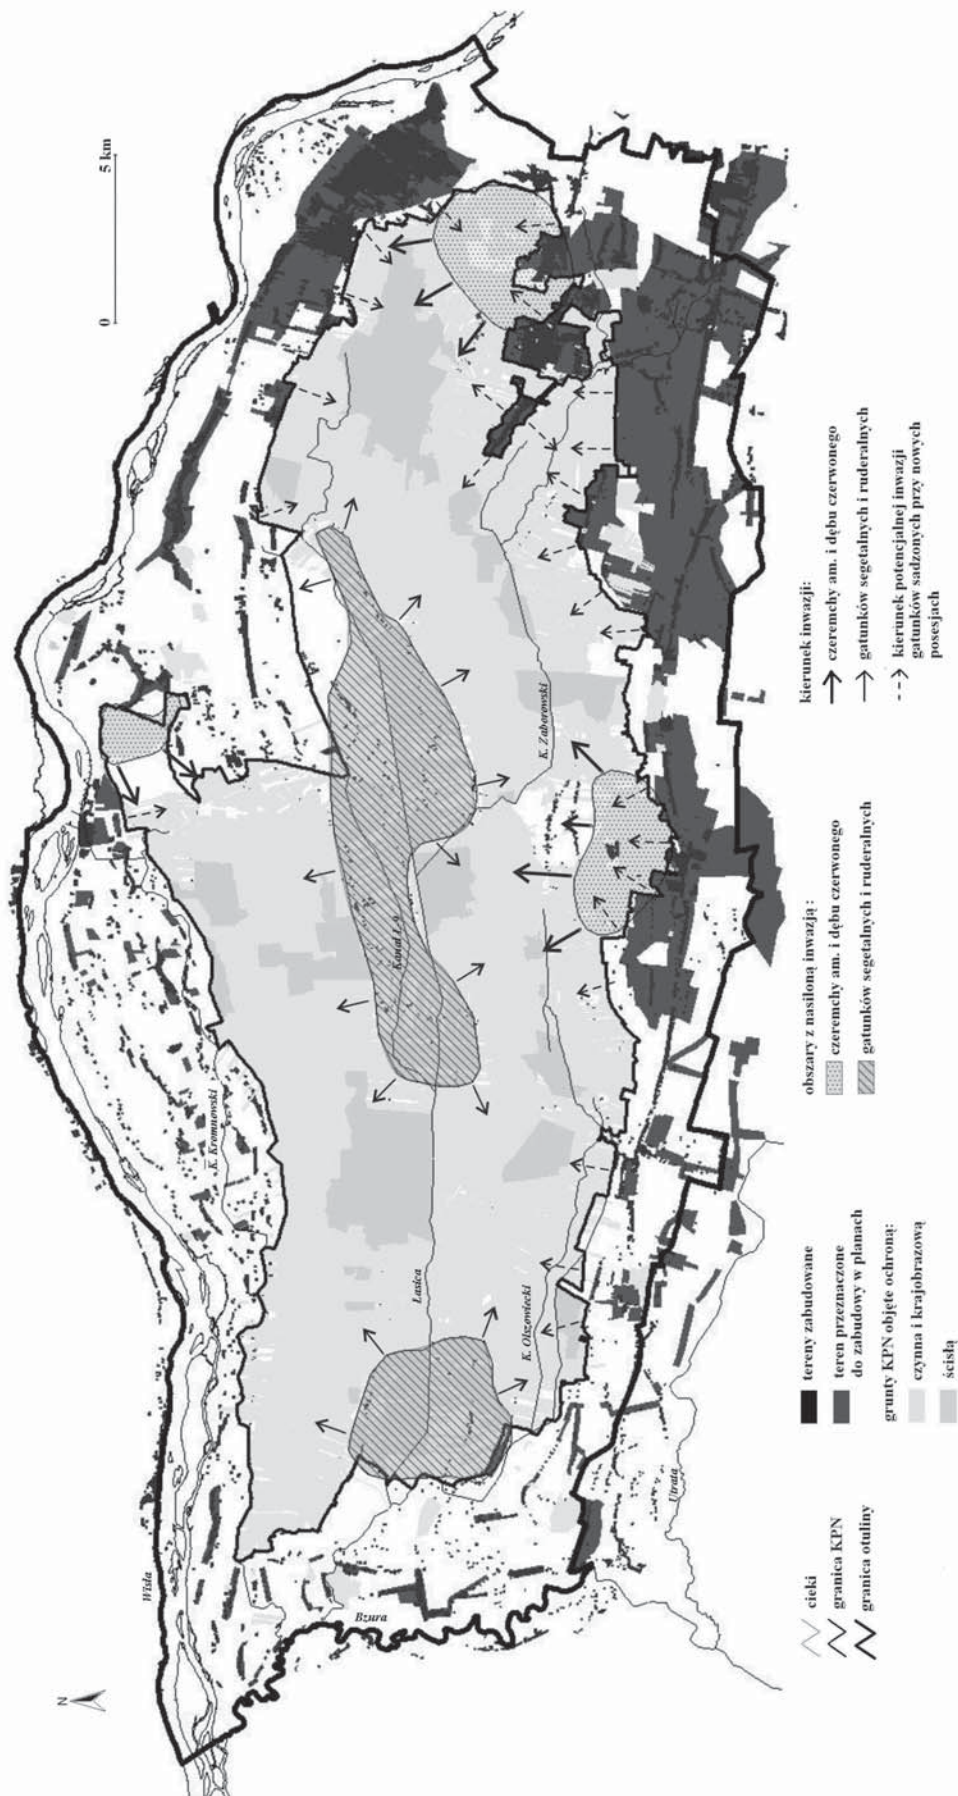 N
0 5 km
Wisła
Bzura
Utrata
Łasica
K. Olszowiecki
K. Kromnowski
Kanał Ł-9
K. Zaborowski
cieki
granica KPN
granica otuliny
tereny zabudowane
teren przeznaczone
do zabudowy w planach
grunty KPN objęte ochroną:
czynna i krajobrazową
ścisłą
obszary z nasiloną inwazją :
czeremchy am. i dębu czerwonego
gatunków segetalnych i ruderalnych
kierunek inwazji:
czeremchy am. i dębu czerwonego
gatunków segetalnych i ruderalnych
kierunek potencjalnej inwazji
gatunków sadzonych przy nowych
posesjach